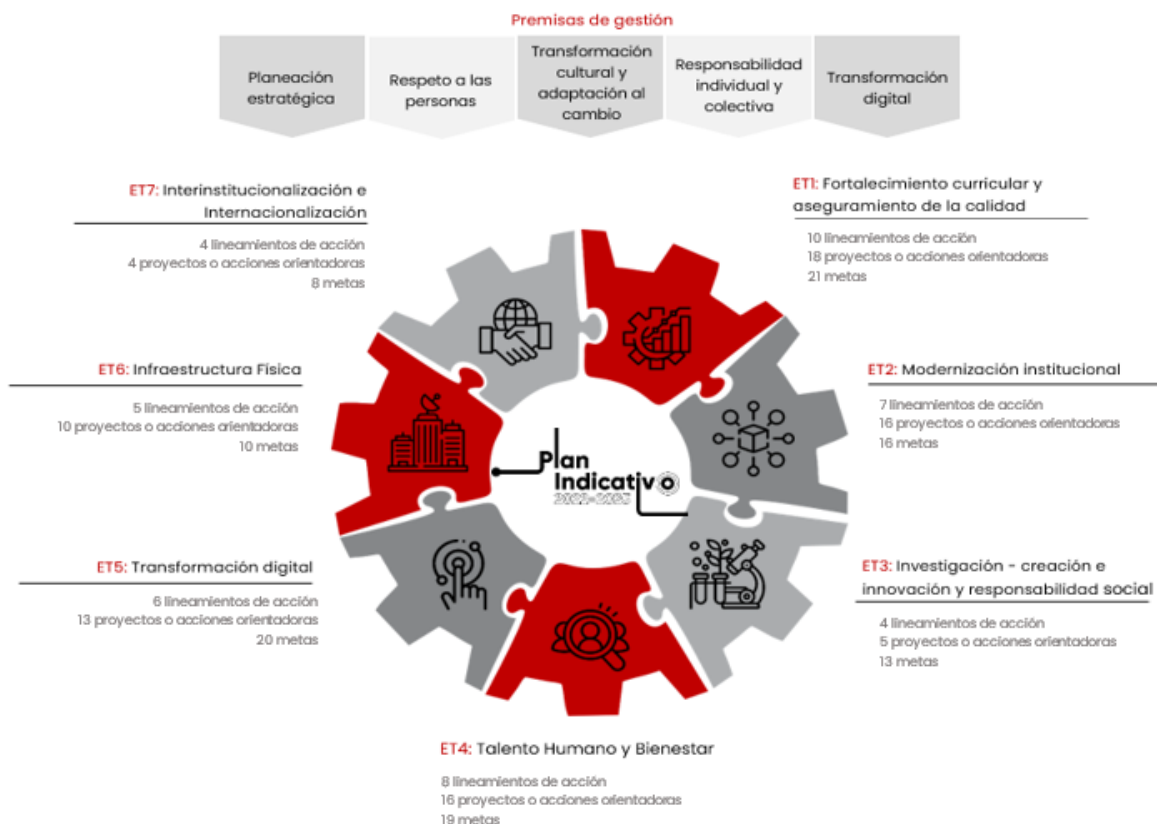 Premisas de gestión
Planeación
estratégica
Respeto a las
personas
Transformación
cultural y
adaptación al
cambio
Responsabilidad
individual y
colectiva
Transformación
digital
ET7: Interinstitucionalización e
Internacionalización
4 lineamientos de acción
4 proyectos o acciones orientadoras
8 metas
ET1: Fortalecimiento curricular y
aseguramiento de la calidad
10 lineamientos de acción
18 proyectos o acciones orientadoras
21 metas
ET6: Infraestructura Física
5 lineamientos de acción
10 proyectos o acciones orientadoras
10 metas
ET2: Modernización institucional
7 lineamientos de acción
16 proyectos o acciones orientadoras
16 metas
Plan
Indicativo
ET5: Transformación digital
6 lineamientos de acción
13 proyectos o acciones orientadoras
20 metas
ET3: Investigación - creación e
innovación y responsabilidad social
4 lineamientos de acción
5 proyectos o acciones orientadoras
13 metas
ET4: Talento Humano y Bienestar
8 lineamientos de acción
16 proyectos o acciones orientadoras
19 metas